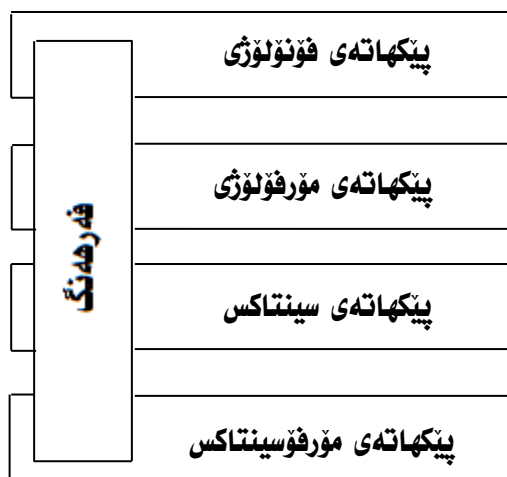 پێکهاتەی فۆنۆلۆژی
پێکهاتەی مۆرفۆلۆژی
فەرهەنگ
پێکهاتەی سینتاکس
پێکهاتەی مۆرفۆسینتاکس